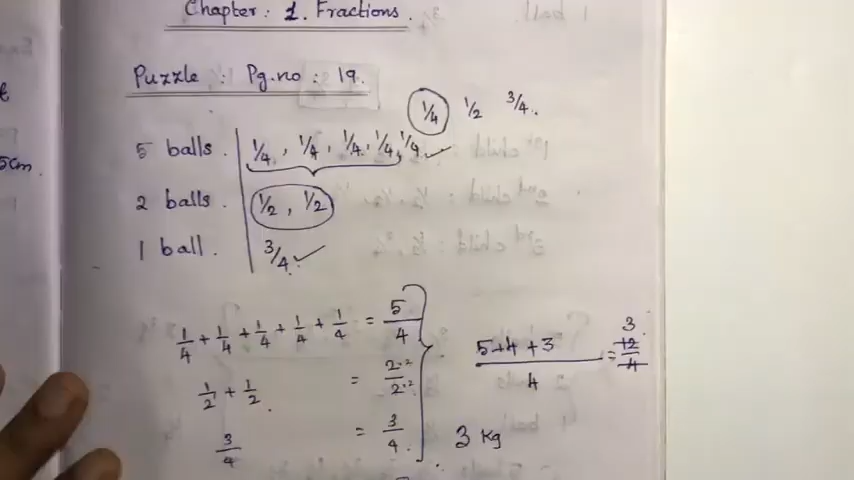 Chapter : 1. Fractions.
Puzzle : Pg.no : 19.
1/4 1/2 3/4.
5 balls. 1/4, 1/4, 1/4, 1/4, 1/4
2 balls. 1/2, 1/2
1 ball. 3/4
1/4 + 1/4 + 1/4 + 1/4 + 1/4 = 5/4
5+4+3/4 = 12/4 3
1/2 + 1/2 = 2×2/2×2
3/4 = 3/4. 3 kg
5cm